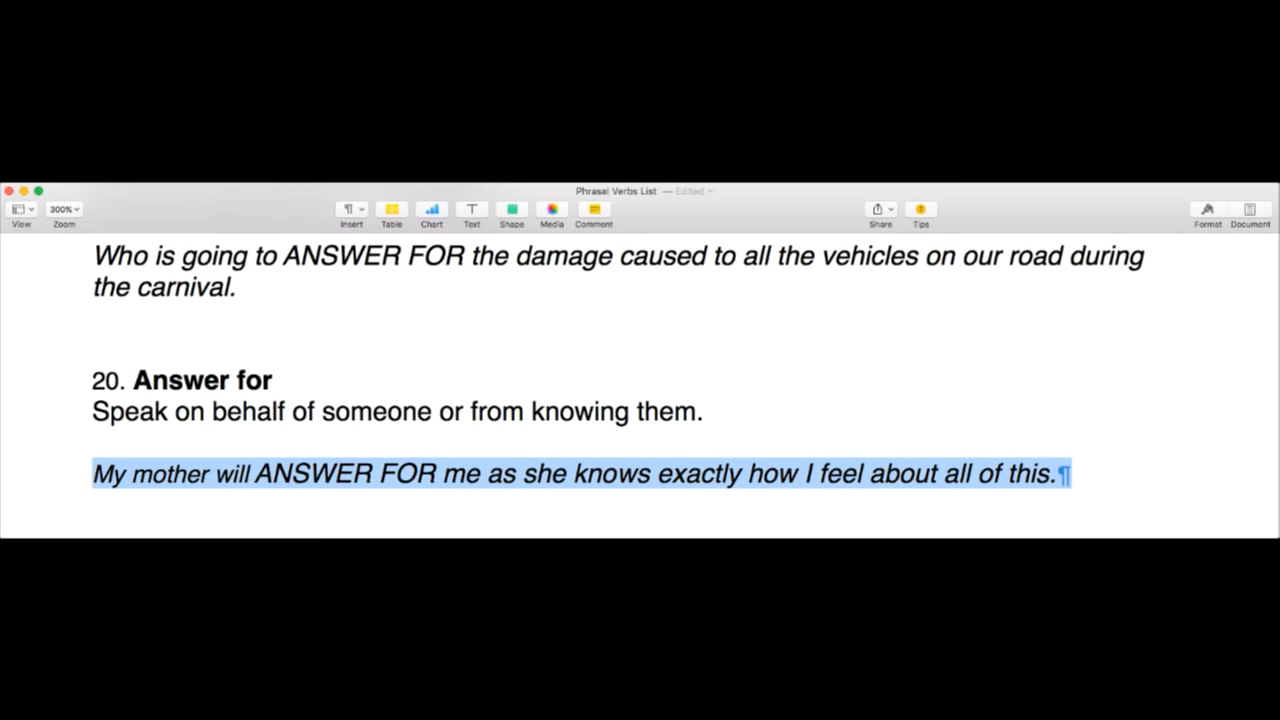 Phrasal Verbs List — Edited
300%
View Zoom Insert Table Chart Text Shape Media Comment Share Tips Format Document
Who is going to ANSWER FOR the damage caused to all the vehicles on our road during
the carnival.
20. Answer for
Speak on behalf of someone or from knowing them.
My mother will ANSWER FOR me as she knows exactly how I feel about all of this.¶